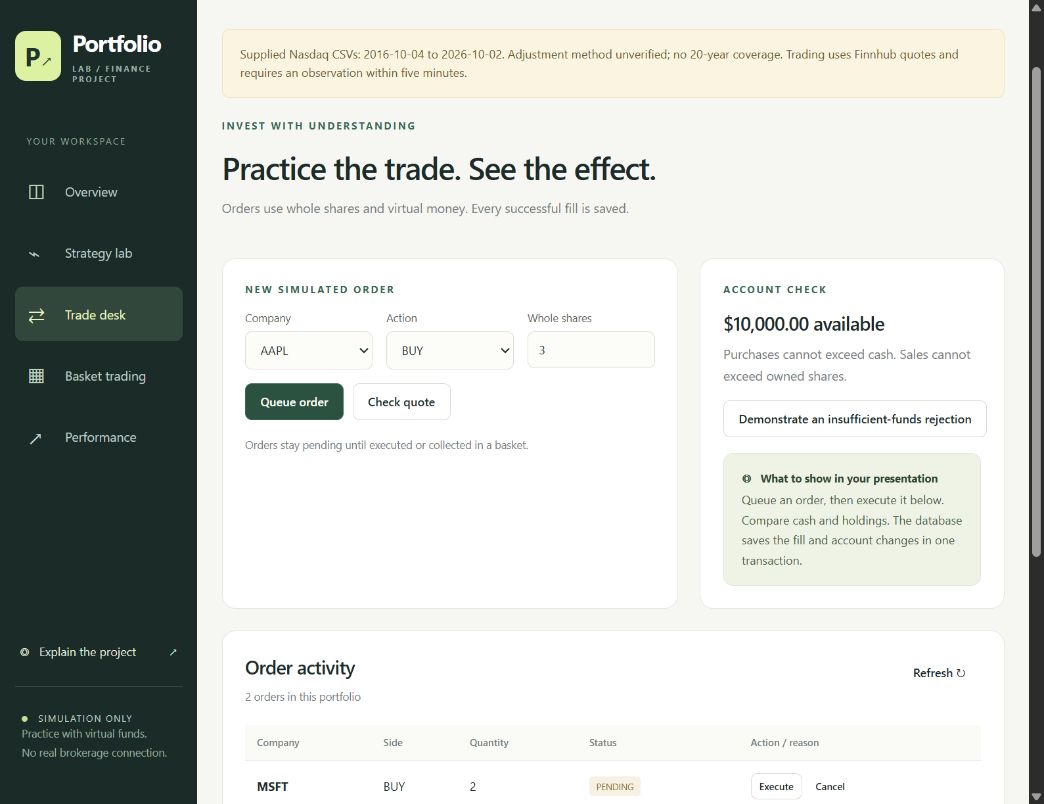 P↗
Portfolio
LAB / FINANCE
PROJECT
YOUR WORKSPACE
Overview
Strategy lab
Trade desk
Basket trading
Performance
Explain the project ↗
SIMULATION ONLY
Practice with virtual funds.
No real brokerage connection.
Supplied Nasdaq CSVs: 2016-10-04 to 2026-10-02. Adjustment method unverified; no 20-year coverage. Trading uses Finnhub quotes and
requires an observation within five minutes.
INVEST WITH UNDERSTANDING
Practice the trade. See the effect.
Orders use whole shares and virtual money. Every successful fill is saved.
NEW SIMULATED ORDER
Company Action Whole shares
AAPL BUY 3
Queue order Check quote
Orders stay pending until executed or collected in a basket.
ACCOUNT CHECK
$10,000.00 available
Purchases cannot exceed cash. Sales cannot
exceed owned shares.
Demonstrate an insufficient-funds rejection
What to show in your presentation
Queue an order, then execute it below.
Compare cash and holdings. The database
saves the fill and account changes in one
transaction.
Order activity
Refresh ↻
2 orders in this portfolio
Company Side Quantity Status Action / reason
MSFT BUY 2 PENDING Execute Cancel